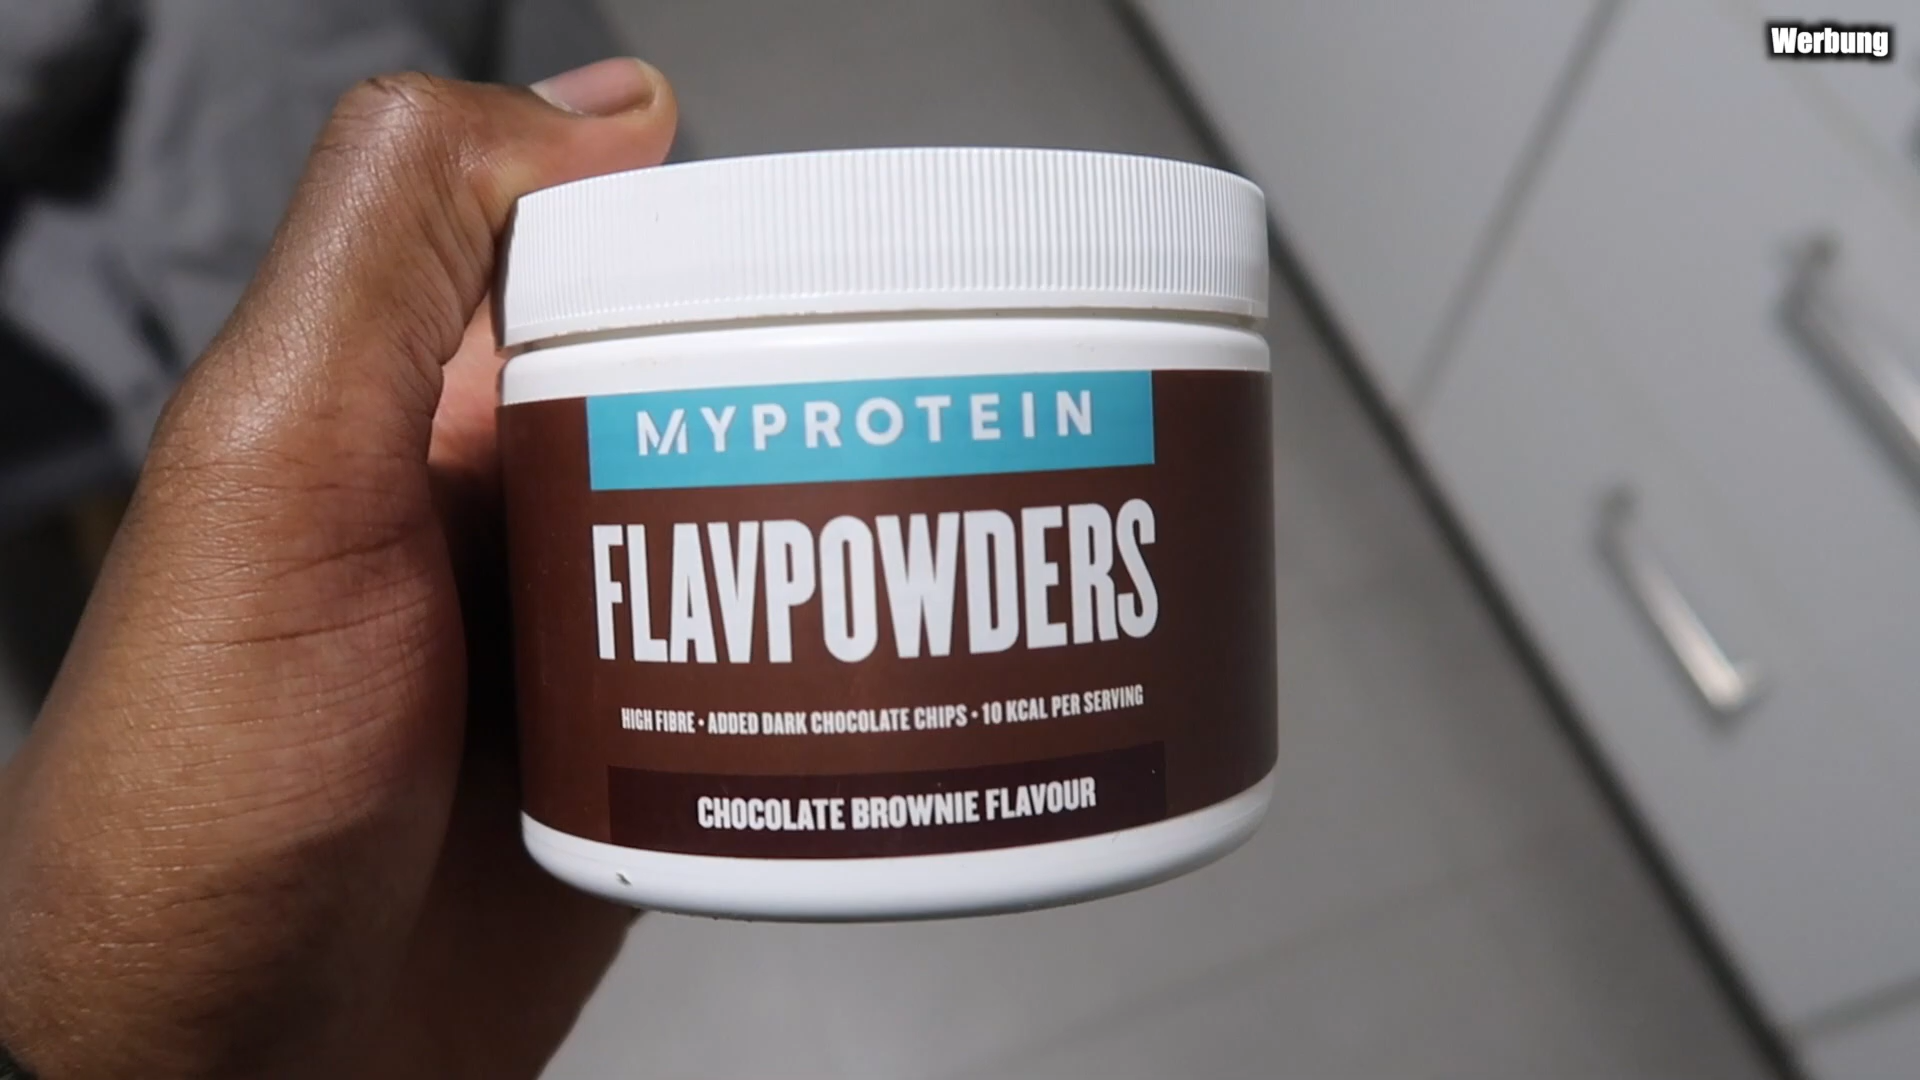 Werbung
MYPROTEIN
FLAVPOWDERS
HIGH FIBRE • ADDED DARK CHOCOLATE CHIPS • 10 KCAL PER SERVING
CHOCOLATE BROWNIE FLAVOUR